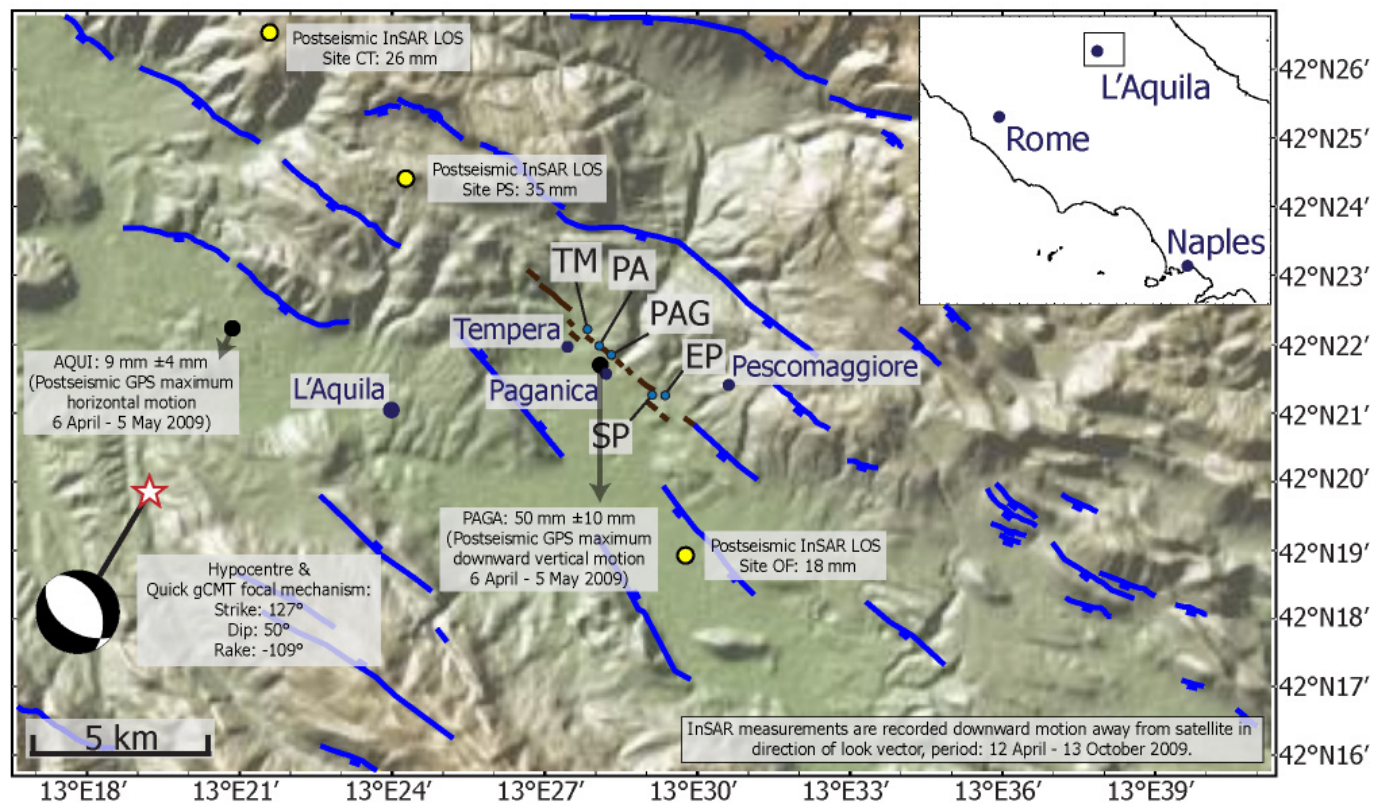 Postseismic InSAR LOS
Site CT: 26 mm
L’Aquila
Rome
Naples
Postseismic InSAR LOS
Site PS: 35 mm
TM
PA
PAG
EP
SP
Tempera
Paganica
Pescomaggiore
L’Aquila
AQUI: 9 mm ±4 mm
(Postseismic GPS maximum
horizontal motion
6 April - 5 May 2009)
PAGA: 50 mm ±10 mm
(Postseismic GPS maximum
downward vertical motion
6 April - 5 May 2009)
Postseismic InSAR LOS
Site OF: 18 mm
Hypocentre &
Quick gCMT focal mechanism:
Strike: 127°
Dip: 50°
Rake: -109°
5 km
InSAR measurements are recorded downward motion away from satellite in
direction of look vector, period: 12 April - 13 October 2009.
42°N26’
42°N25’
42°N24’
42°N23’
42°N22’
42°N21’
42°N20’
42°N19’
42°N18’
42°N17’
42°N16’
13°E18’ 13°E21’ 13°E24’ 13°E27’ 13°E30’ 13°E33’ 13°E36’ 13°E39’